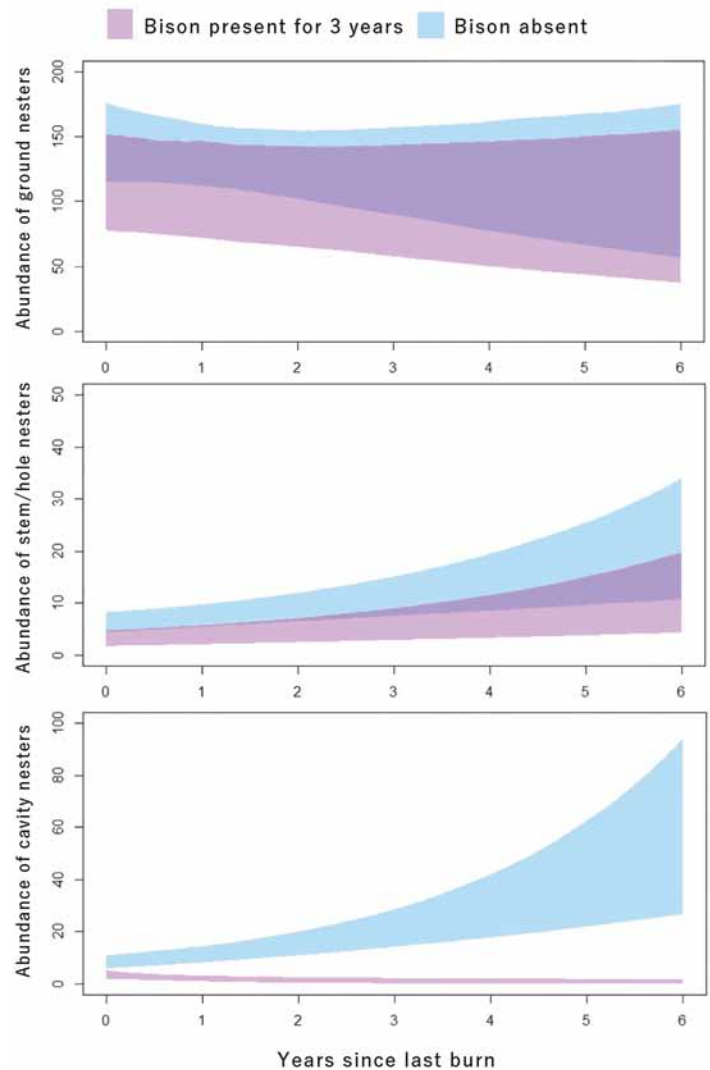 Bison present for 3 years Bison absent
Abundance of ground nesters
200
150
100
50
0
0 1 2 3 4 5 6
Abundance of stem/hole nesters
50
40
30
20
10
0
0 1 2 3 4 5 6
Abundance of cavity nesters
100
80
60
40
20
0
0 1 2 3 4 5 6
Years since last burn